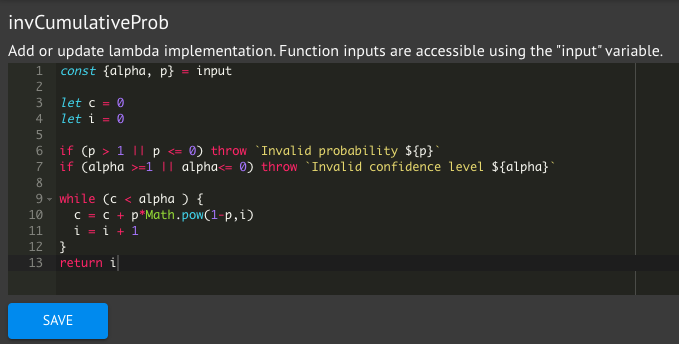 invCumulativeProb
Add or update lambda implementation. Function inputs are accessible using the "input" variable.
1 const {alpha, p} = input
2
3 let c = 0
4 let i = 0
5
6 if (p > 1 || p <= 0) throw `Invalid probability ${p}`
7 if (alpha >=1 || alpha<= 0) throw `Invalid confidence level ${alpha}`
8
9 while (c < alpha ) {
10 c = c + p*Math.pow(1-p,i)
11 i = i + 1
12 }
13 return i
SAVE